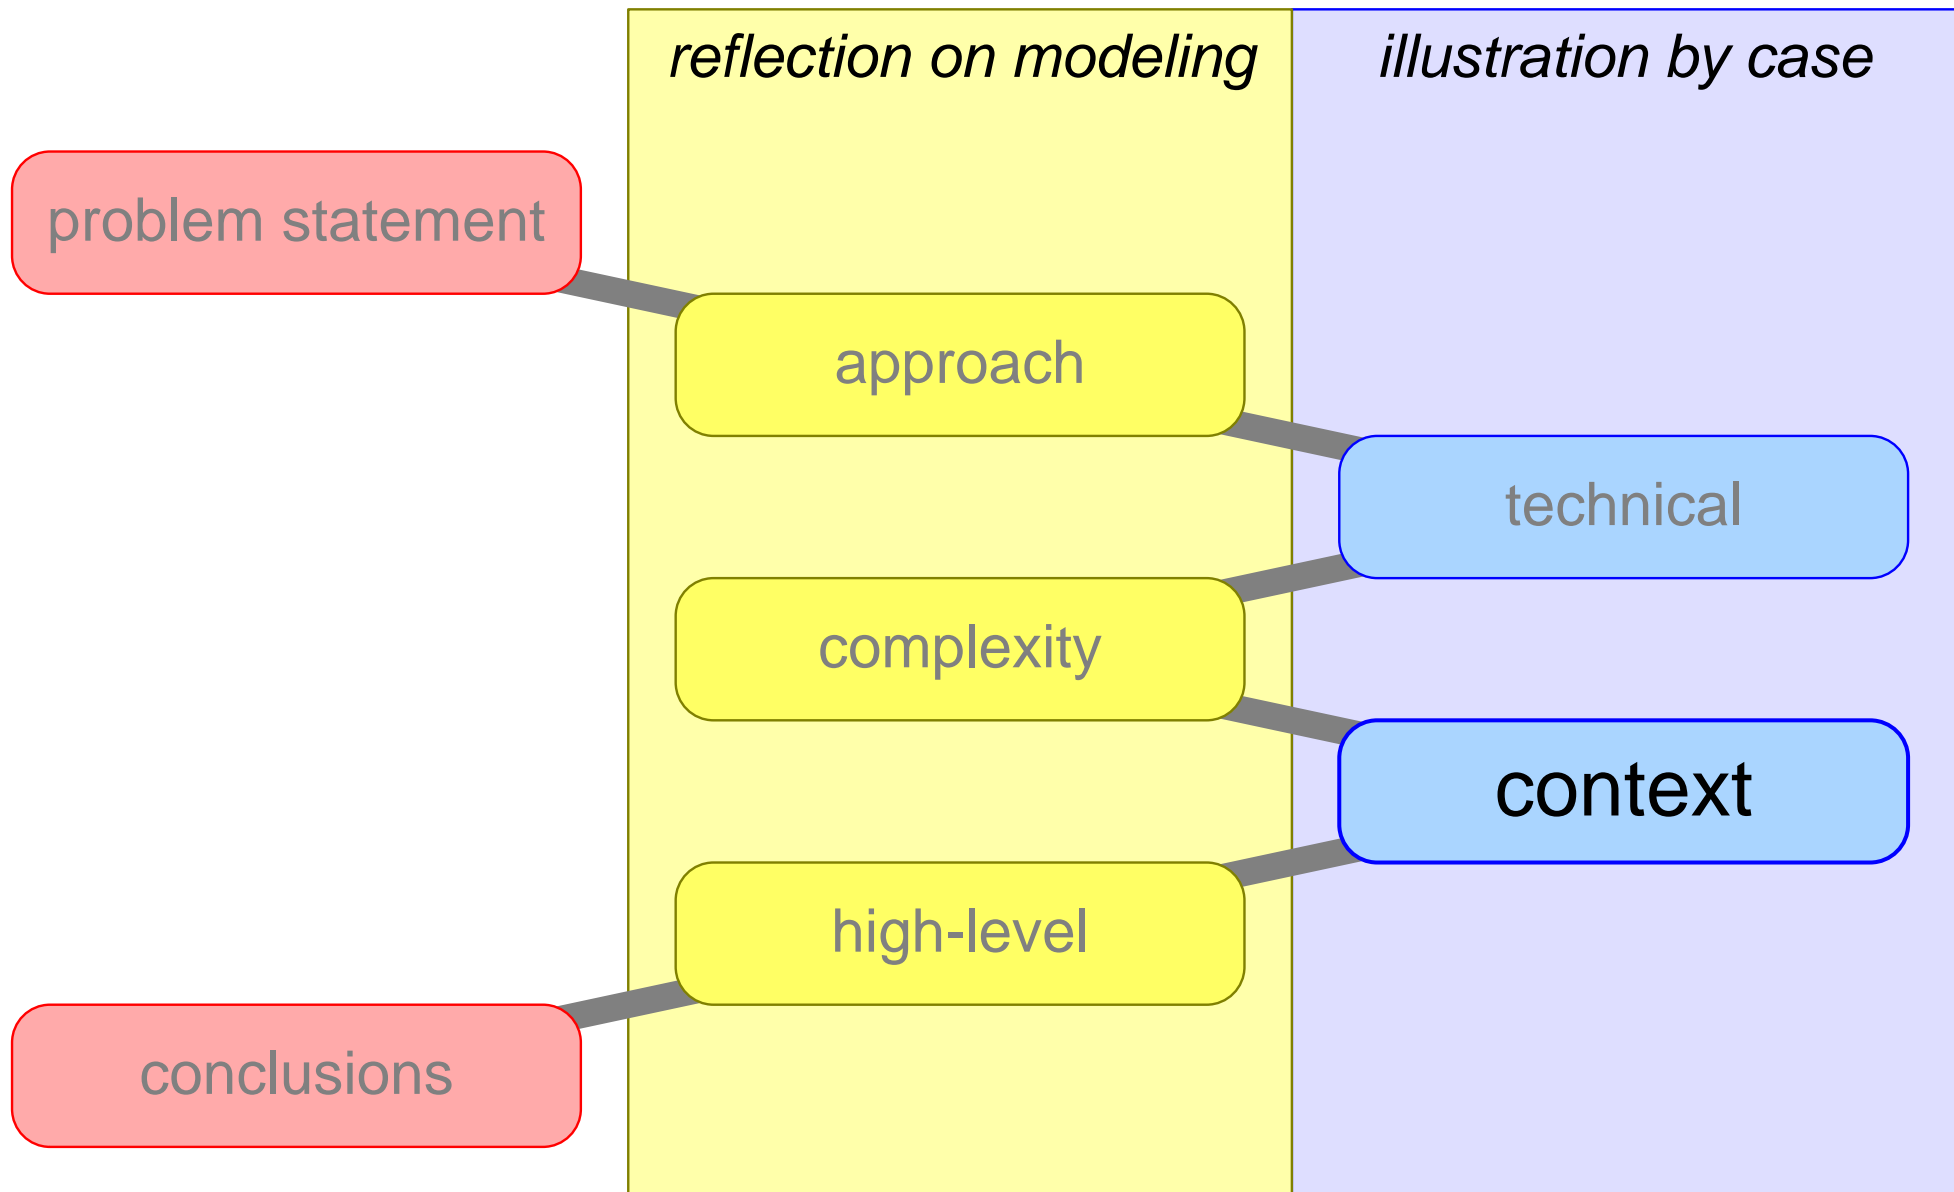 reflection on modeling
illustration by case
problem statement
approach
technical
complexity
context
high-level
conclusions